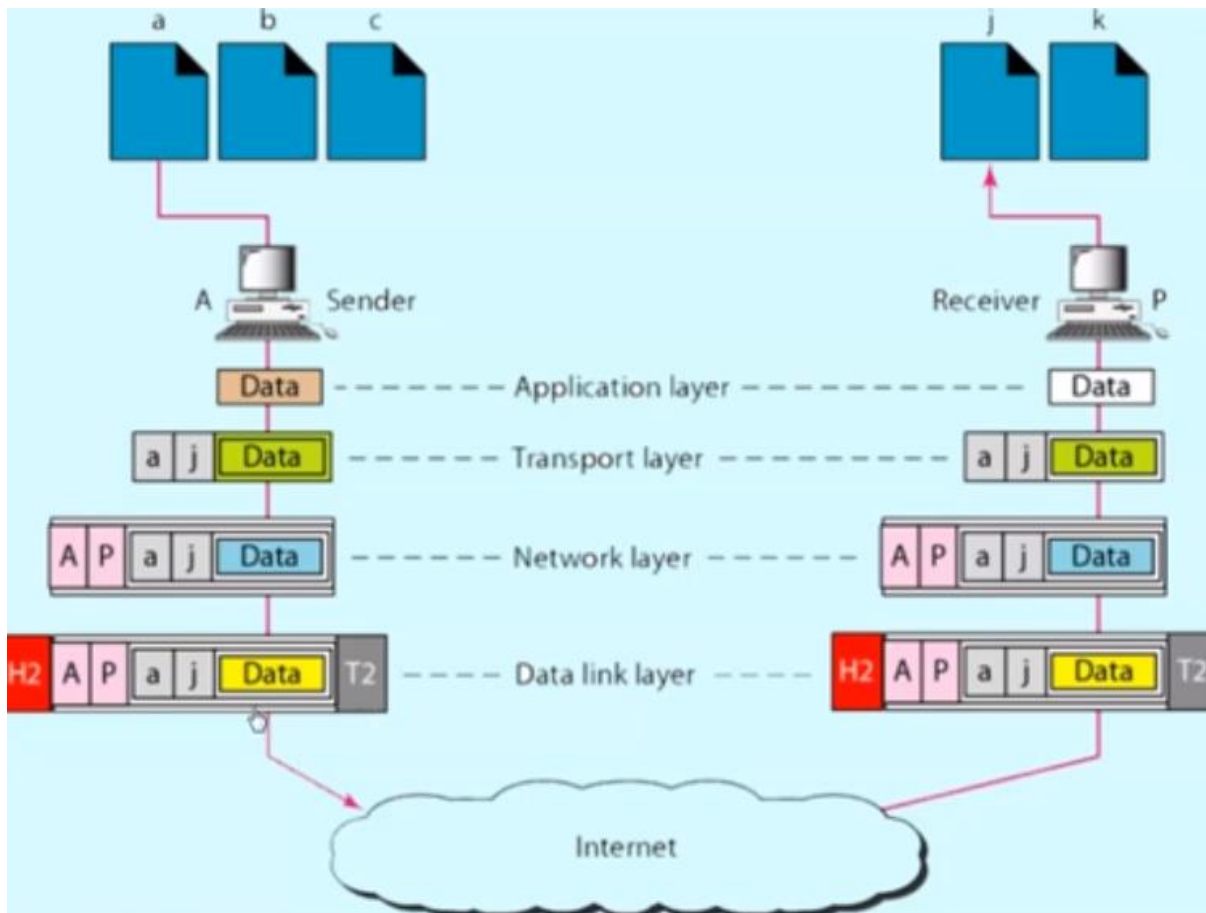 a b c j k
A Sender Receiver P
Data Application layer Data
a j Data Transport layer a j Data
A P a j Data Network layer A P a j Data
H2 A P a j Data T2 Data link layer H2 A P a j Data T2
Internet